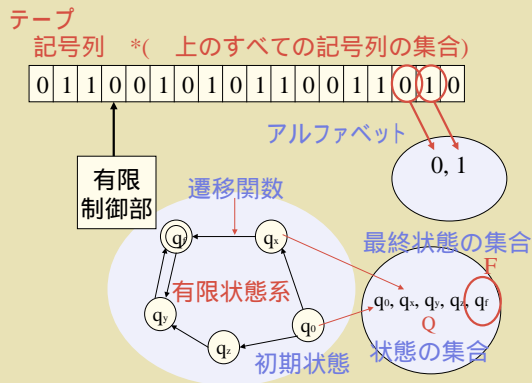 テープ
記号列 *( 上のすべての記号列の集合)
0 1 1 0 0 1 0 1 0 1 1 0 0 1 1 0 1 0
アルファベット
0, 1
有限
制御部
遷移関数
qf
qx
最終状態の集合
F
有限状態系
q0, qx, qy, qz, qf
qy
q0
Q
qz
初期状態
状態の集合